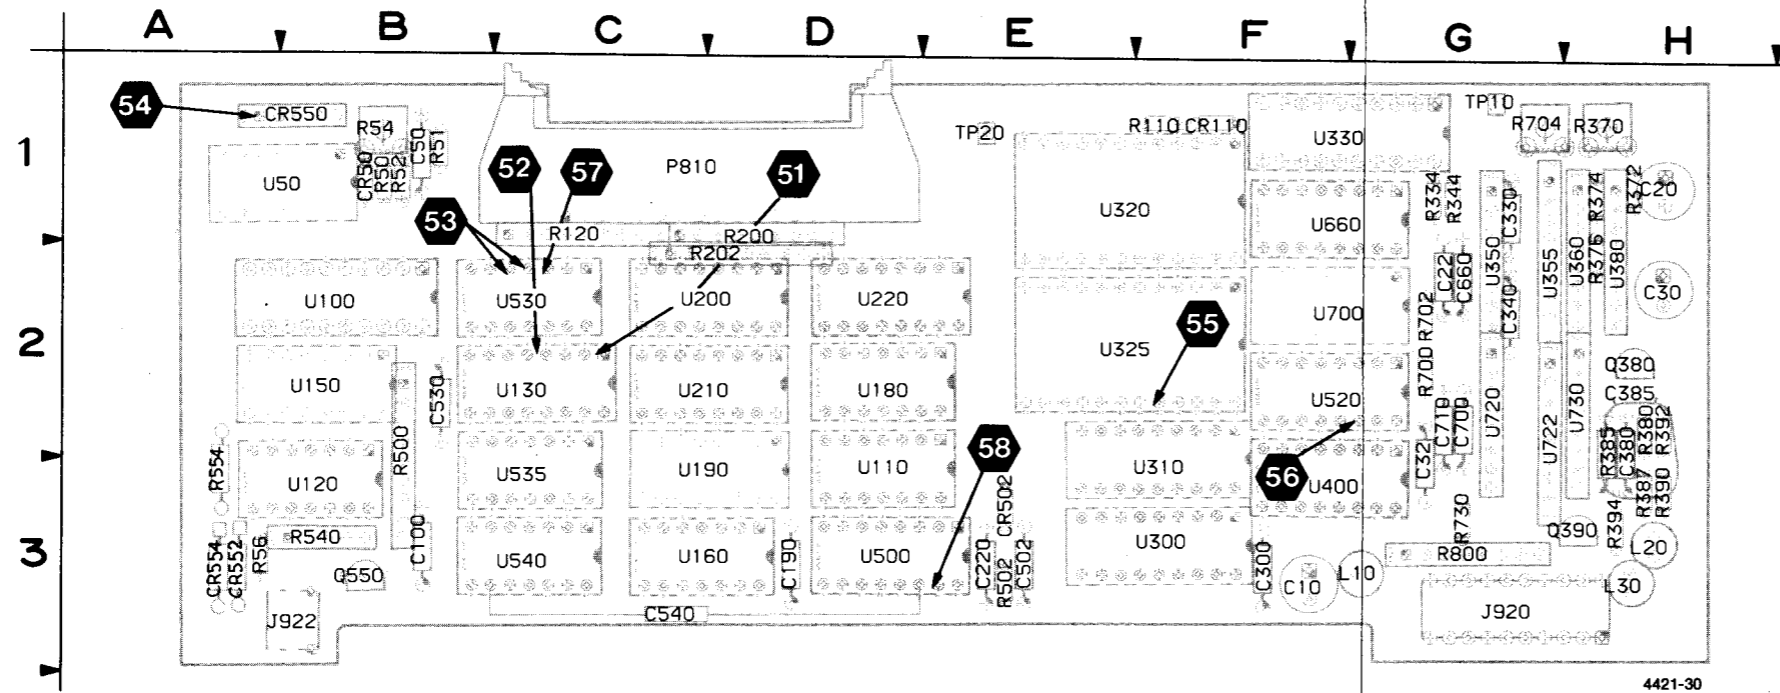 A B C D E F G H
1
54 CR550 R54 CR50 R50 R52 C50 R51 U50
52 57 P810 51 53
TP20 R110 CR110 U330 TP10 R704 R370
U320 U660 R334 R344 C330 R374 R372 C20
R120 R200
R202
2
U100 U530 U200 U220
U325 55 U700 R702 C22 C660 U350 C340 U355 U360 R376 U380 C30
U150 C530 U130 U210 U180
U520 R700 C710 C700 U720 U722 U730 Q380 C385
R554 U120 R500 U535 U190 U110 58
U310 56 U400 C32 R730 R385 C380 R380 R392
R394 R387 R390
3
CR554 CR552 R56 R540 Q550 C100 U540 U160 C190 U500
C220 R502 CR502 C502 U300 C300 C10 L10
R800 Q390 L20 L30
J922 C540 J920
4421-30